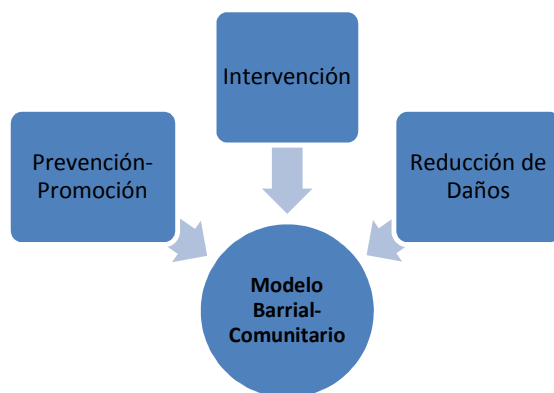 Intervención
Prevención-
Promoción
Reducción de
Daños
Modelo
Barrial-
Comunitario